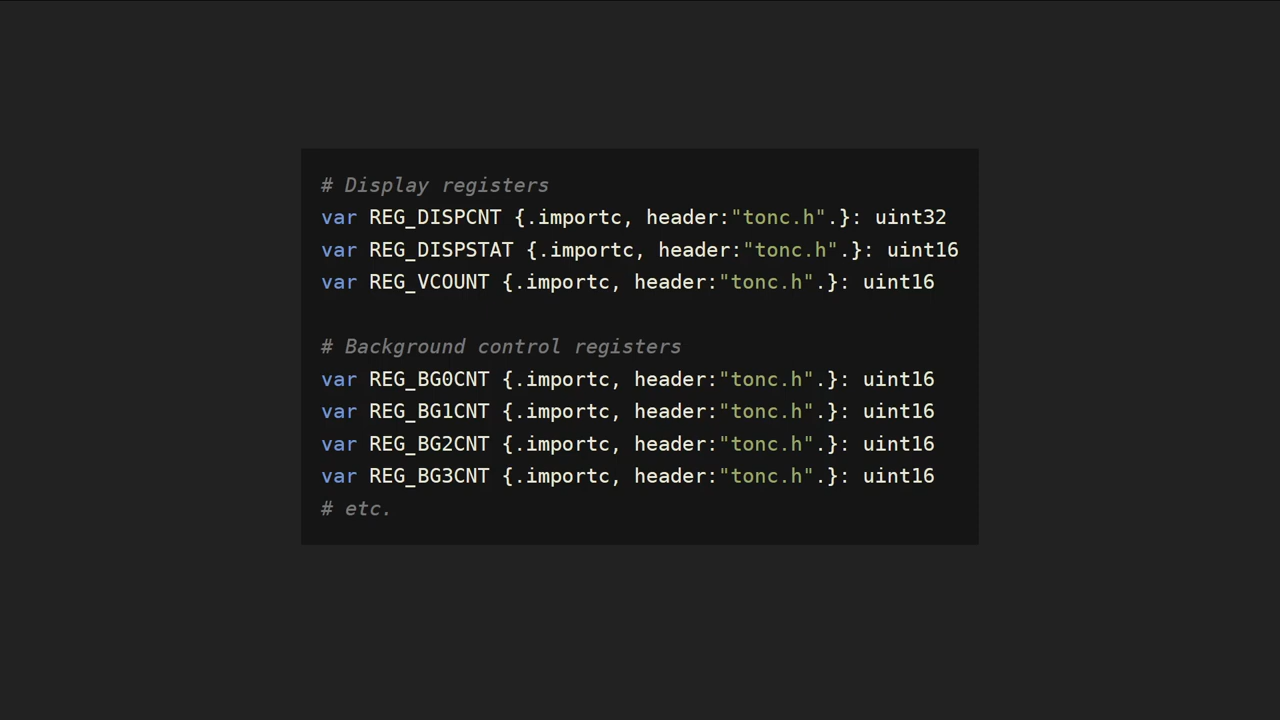 # Display registers
var REG_DISPCNT {.importc, header:"tonc.h".}: uint32
var REG_DISPSTAT {.importc, header:"tonc.h".}: uint16
var REG_VCOUNT {.importc, header:"tonc.h".}: uint16
# Background control registers
var REG_BG0CNT {.importc, header:"tonc.h".}: uint16
var REG_BG1CNT {.importc, header:"tonc.h".}: uint16
var REG_BG2CNT {.importc, header:"tonc.h".}: uint16
var REG_BG3CNT {.importc, header:"tonc.h".}: uint16
# etc.